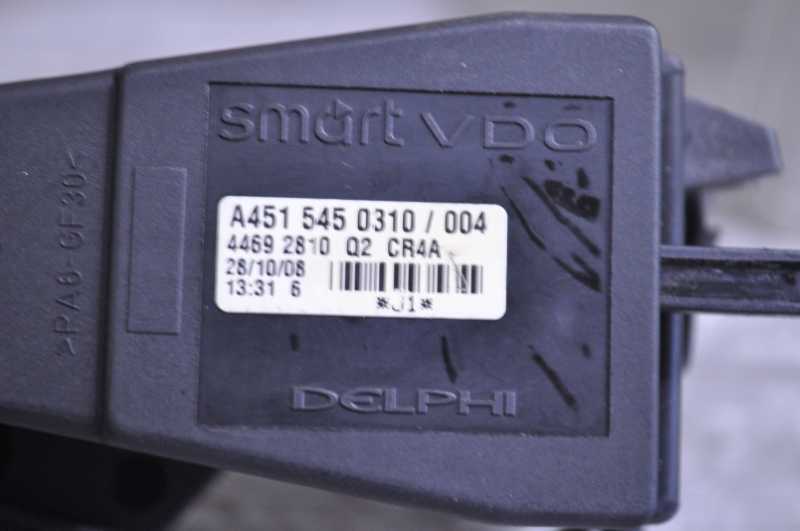 smart VDO
A451 545 0310 / 004
4469 2810 Q2 CR4A
28/10/08
13:31 6
*J1*
DELPHI
>PA6-GF30<